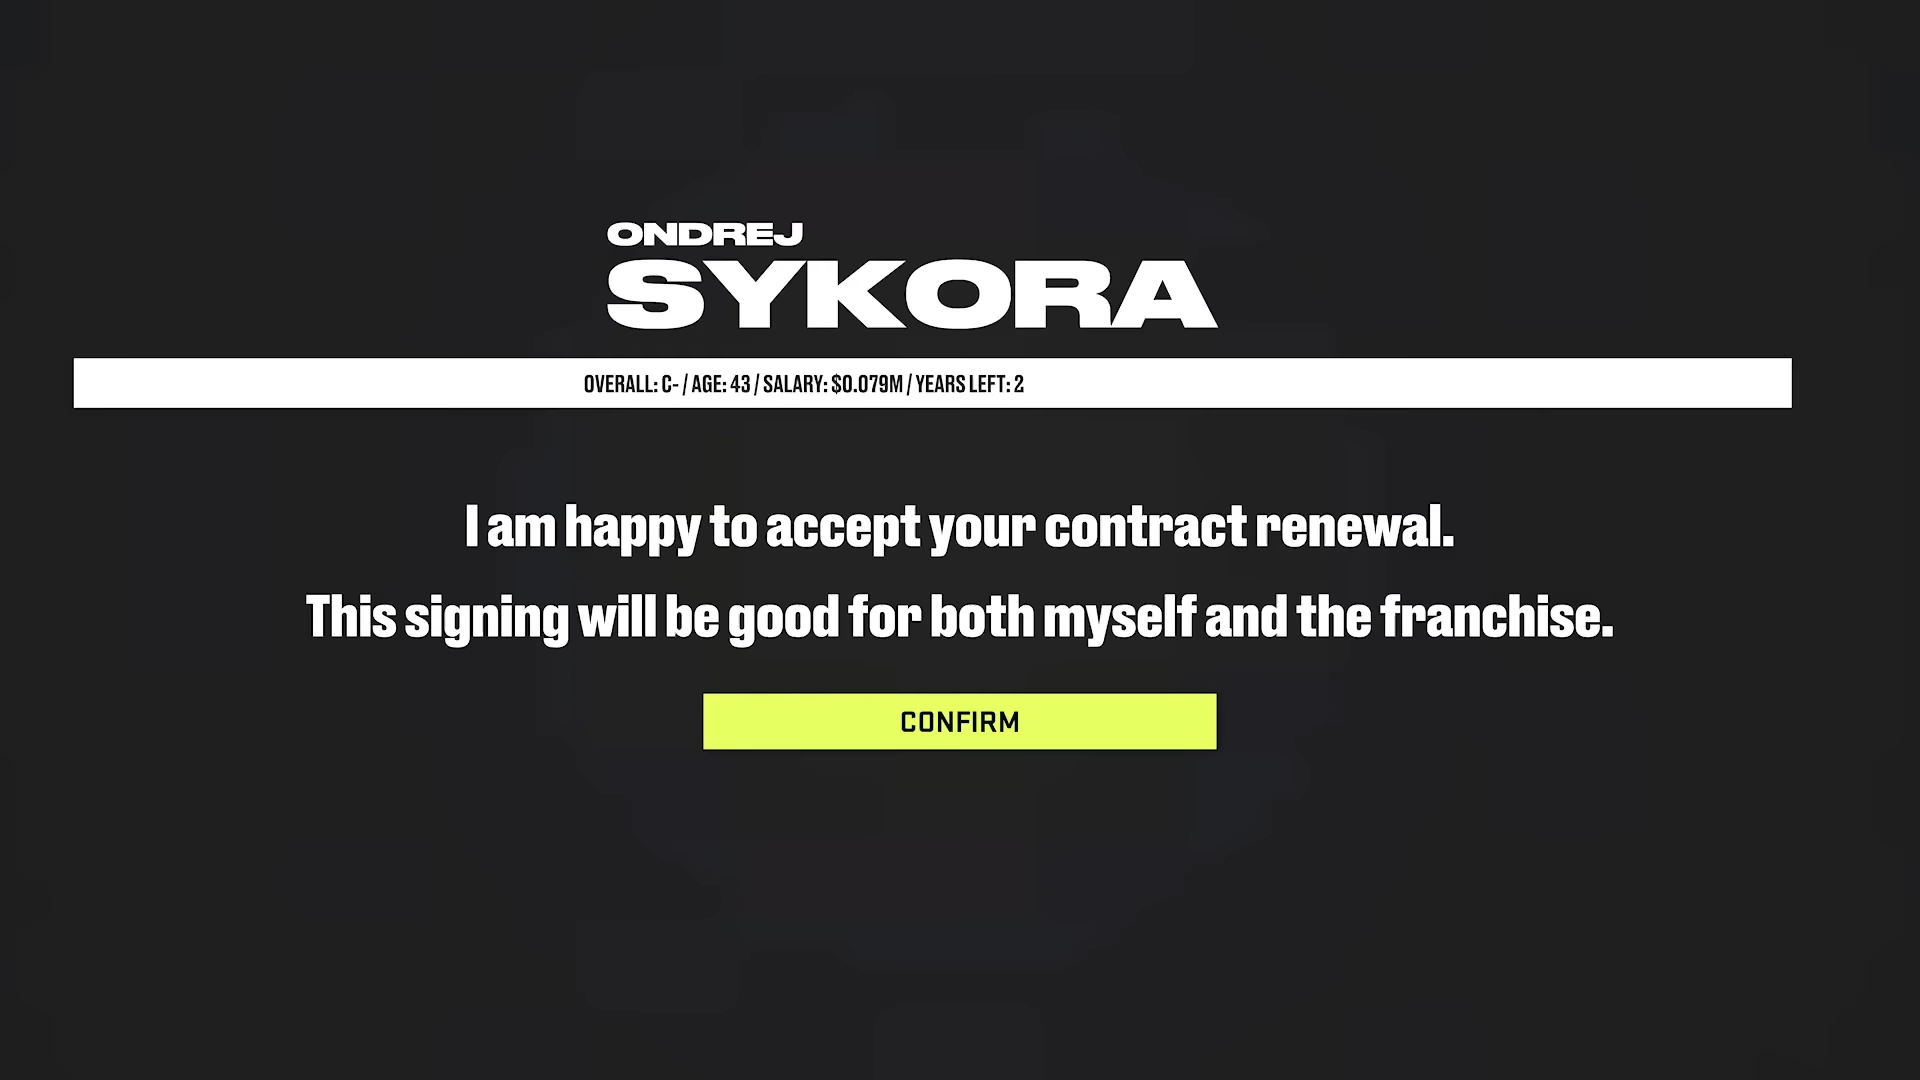 ONDREJ
SYKORA
OVERALL: C- / AGE: 43 / SALARY: $0.079M / YEARS LEFT: 2
I am happy to accept your contract renewal.
This signing will be good for both myself and the franchise.
CONFIRM